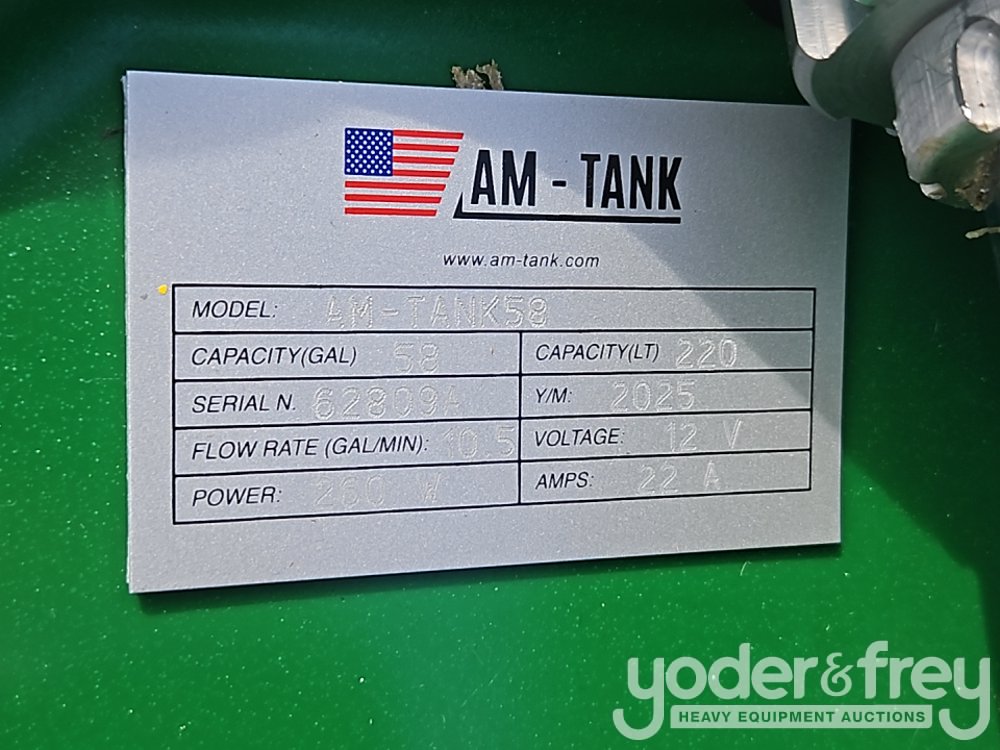 AM - TANK
www.am-tank.com
MODEL: AM-TANK58
CAPACITY(GAL) 58 CAPACITY(LT) 220
SERIAL N. 62809A Y/M: 2025
FLOW RATE (GAL/MIN): 10.5 VOLTAGE: 12 V
POWER: 260 W AMPS: 22 A
yoder&frey
HEAVY EQUIPMENT AUCTIONS